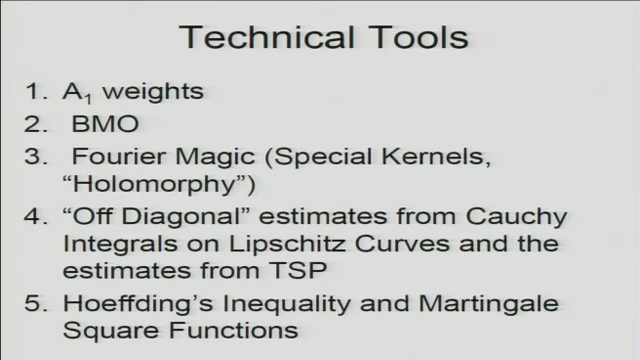 Technical Tools
1. A₁ weights
2. BMO
3. Fourier Magic (Special Kernels,
“Holomorphy”)
4. “Off Diagonal” estimates from Cauchy
Integrals on Lipschitz Curves and the
estimates from TSP
5. Hoeffding’s Inequality and Martingale
Square Functions